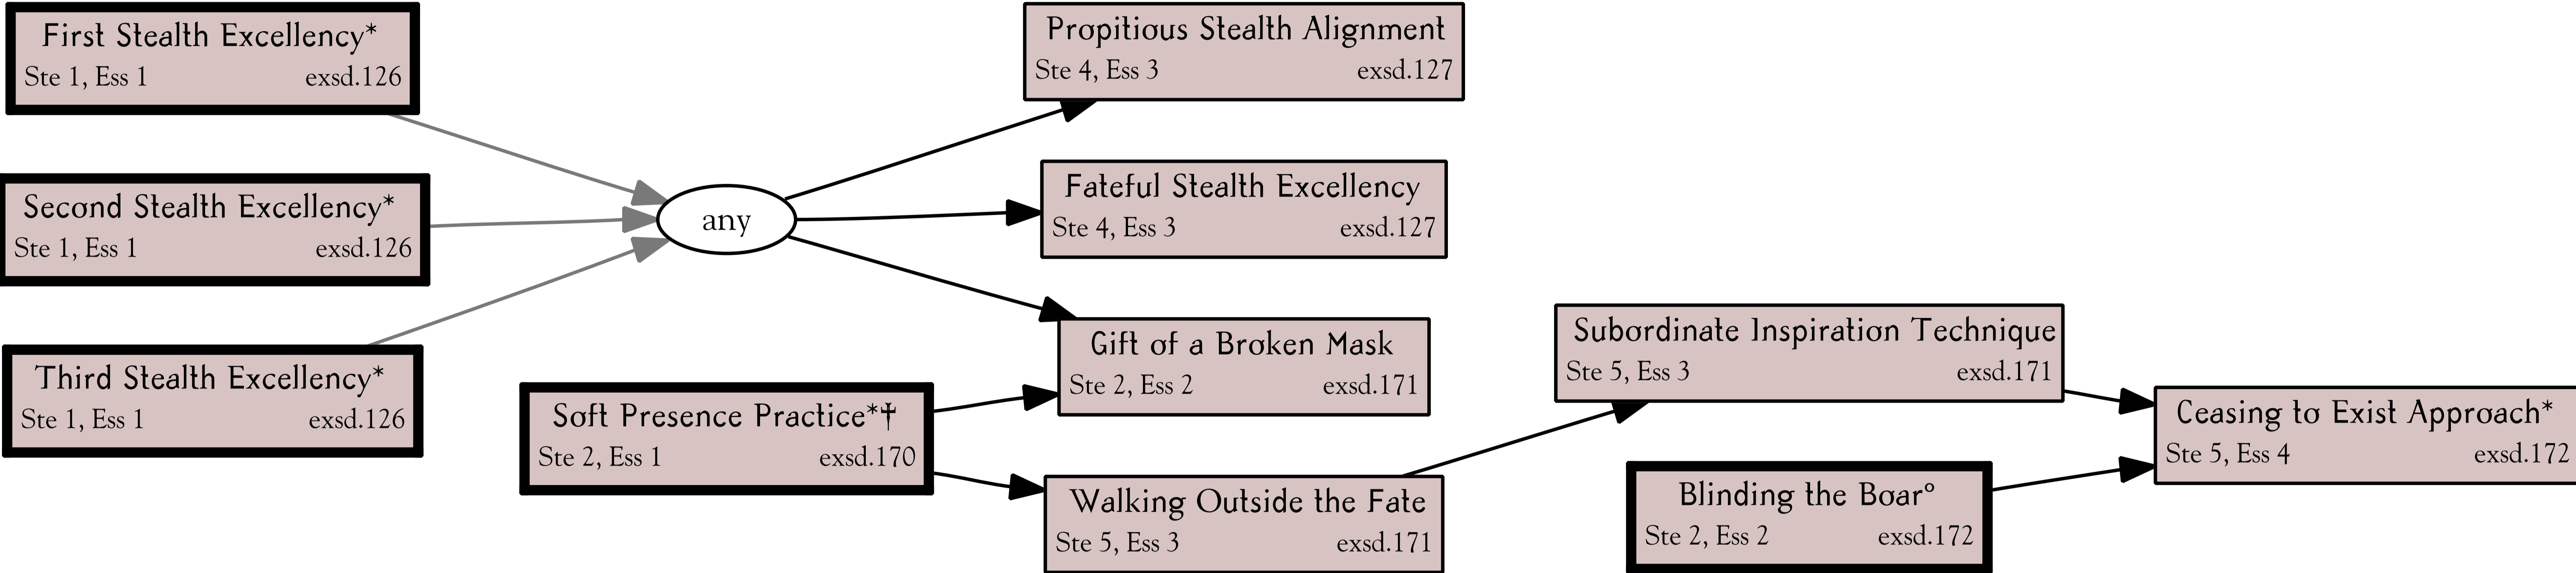 First Stealth Excellency*
Ste 1, Ess 1 exsd.126
Second Stealth Excellency*
Ste 1, Ess 1 exsd.126
Third Stealth Excellency*
Ste 1, Ess 1 exsd.126
any
Propitious Stealth Alignment
Ste 4, Ess 3 exsd.127
Fateful Stealth Excellency
Ste 4, Ess 3 exsd.127
Gift of a Broken Mask
Ste 2, Ess 2 exsd.171
Soft Presence Practice*†
Ste 2, Ess 1 exsd.170
Walking Outside the Fate
Ste 5, Ess 3 exsd.171
Subordinate Inspiration Technique
Ste 5, Ess 3 exsd.171
Blinding the Boar°
Ste 2, Ess 2 exsd.172
Ceasing to Exist Approach*
Ste 5, Ess 4 exsd.172